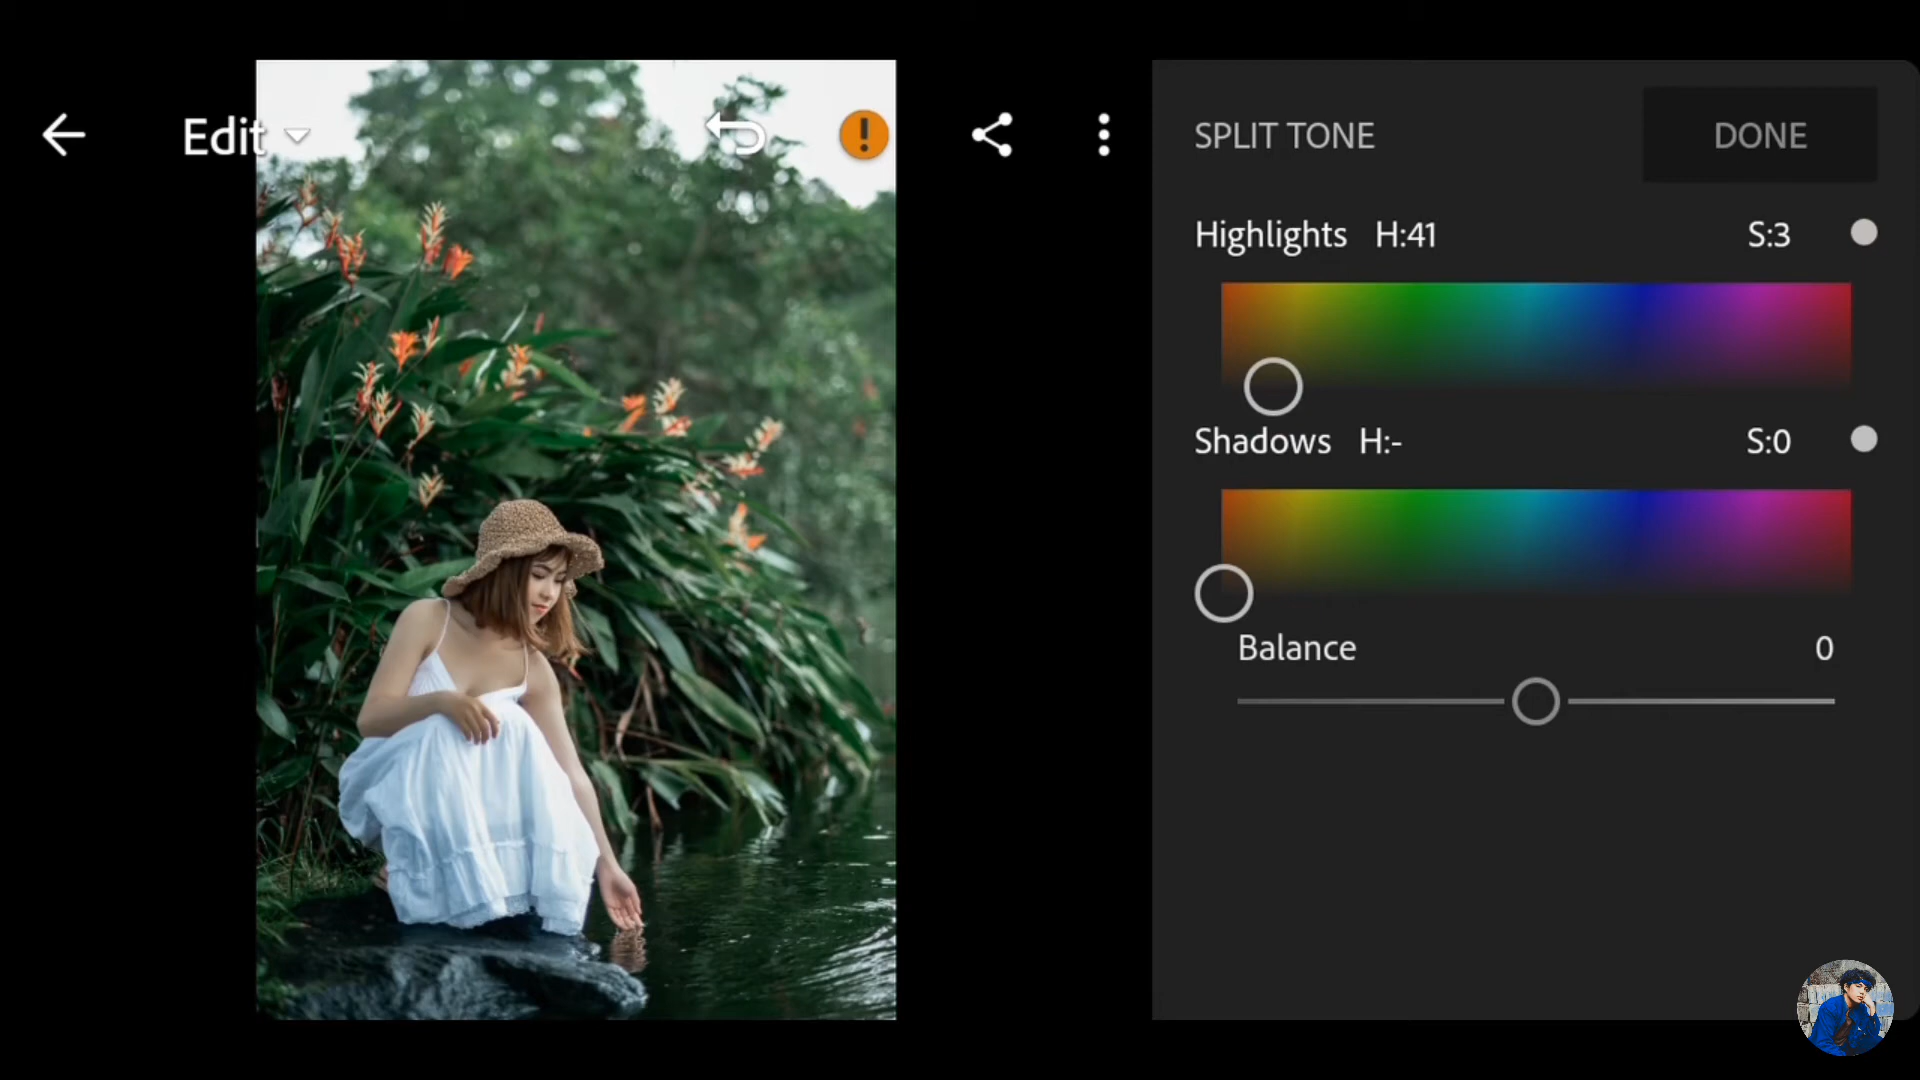 Edit
SPLIT TONE DONE
Highlights H:41 S:3
Shadows H:- S:0
Balance 0